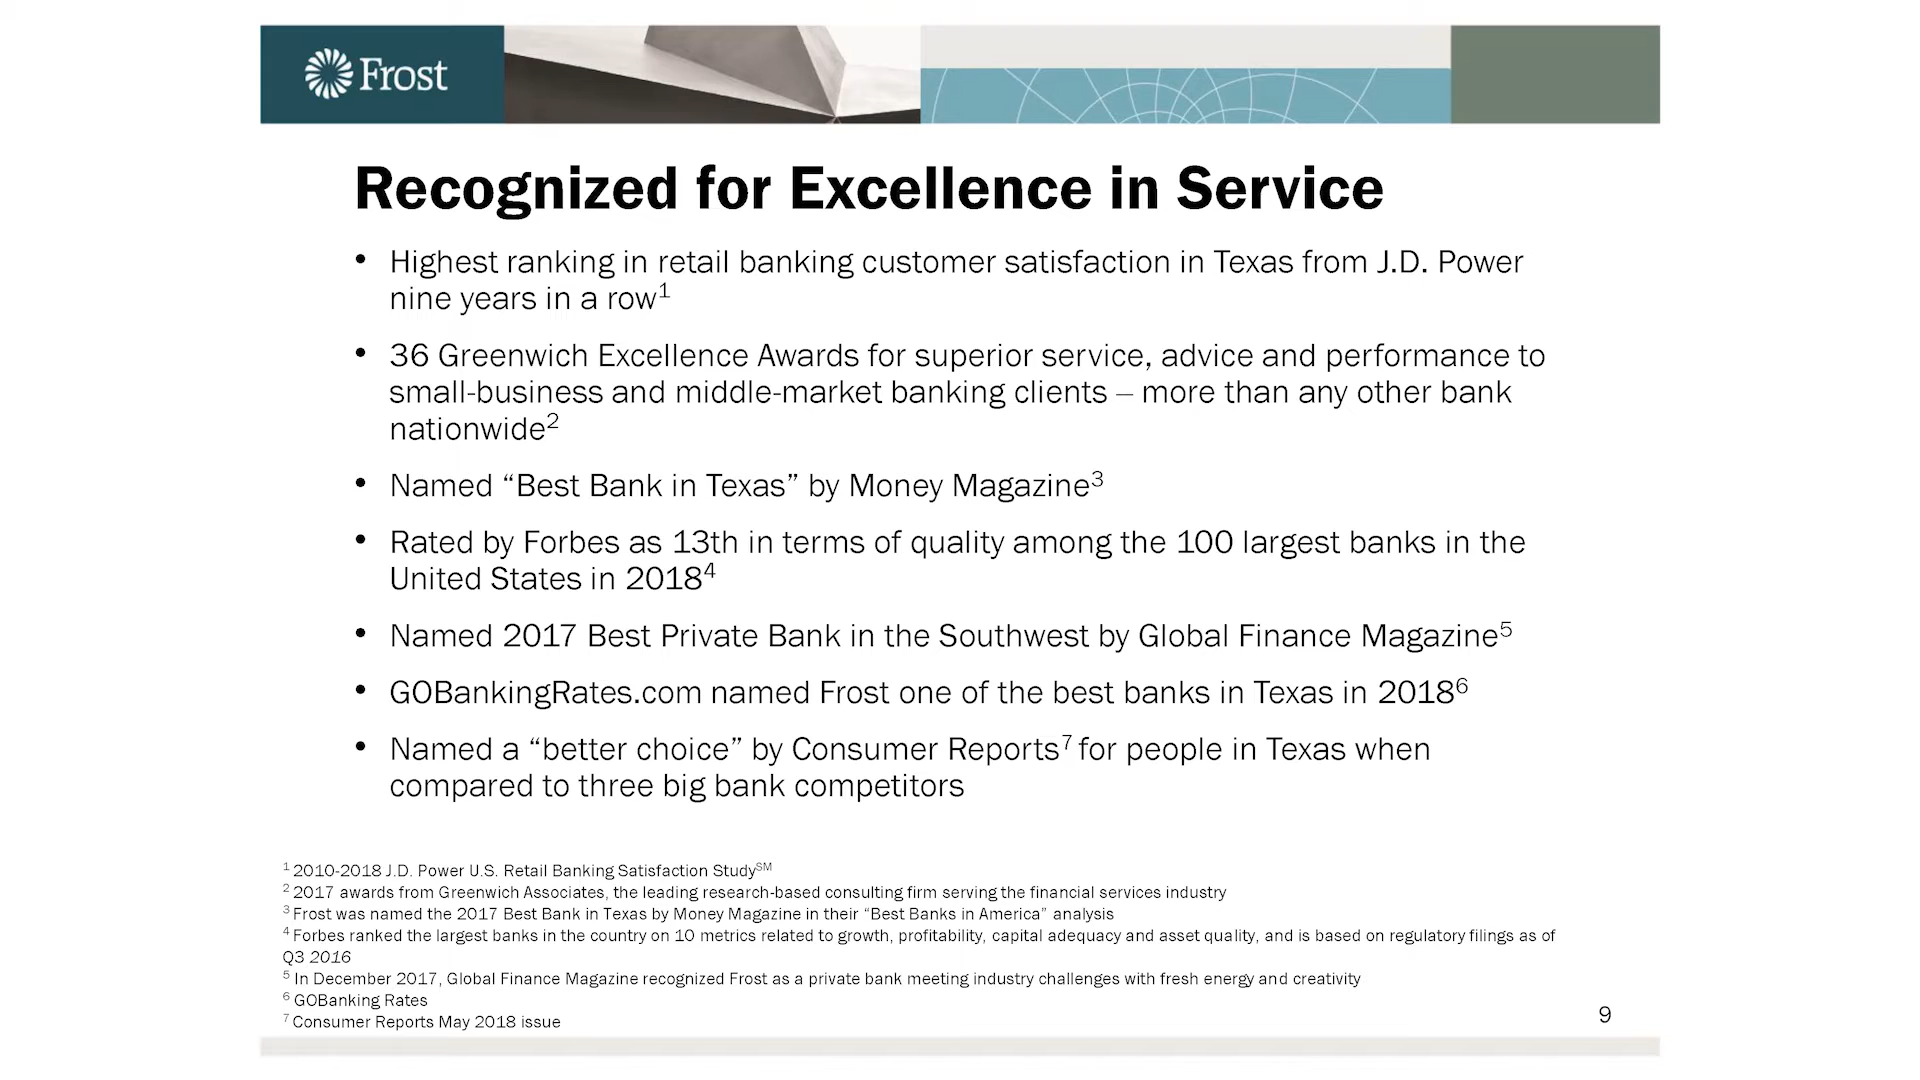 Frost
Recognized for Excellence in Service
• Highest ranking in retail banking customer satisfaction in Texas from J.D. Power
nine years in a row1
• 36 Greenwich Excellence Awards for superior service, advice and performance to
small-business and middle-market banking clients – more than any other bank
nationwide2
• Named “Best Bank in Texas” by Money Magazine3
• Rated by Forbes as 13th in terms of quality among the 100 largest banks in the
United States in 20184
• Named 2017 Best Private Bank in the Southwest by Global Finance Magazine5
• GOBankingRates.com named Frost one of the best banks in Texas in 20186
• Named a “better choice” by Consumer Reports7 for people in Texas when
compared to three big bank competitors
1 2010-2018 J.D. Power U.S. Retail Banking Satisfaction StudySM
2 2017 awards from Greenwich Associates, the leading research-based consulting firm serving the financial services industry
3 Frost was named the 2017 Best Bank in Texas by Money Magazine in their “Best Banks in America” analysis
4 Forbes ranked the largest banks in the country on 10 metrics related to growth, profitability, capital adequacy and asset quality, and is based on regulatory filings as of
Q3 2016
5 In December 2017, Global Finance Magazine recognized Frost as a private bank meeting industry challenges with fresh energy and creativity
6 GOBanking Rates
7 Consumer Reports May 2018 issue
9